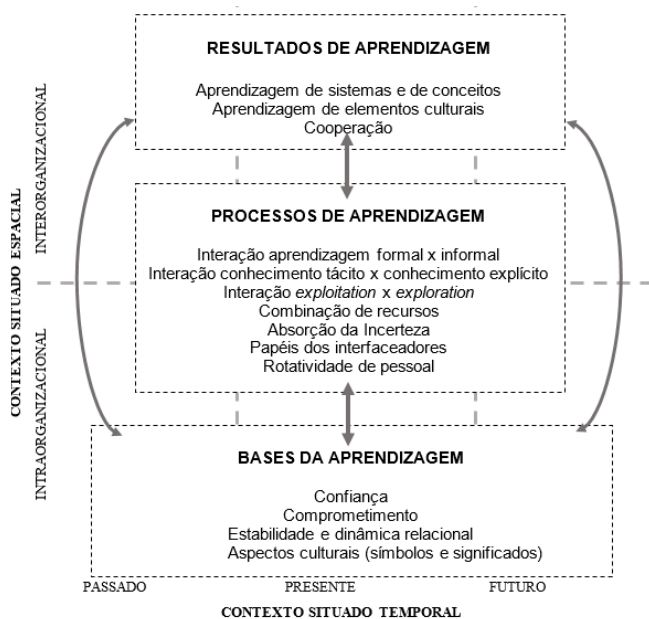 RESULTADOS DE APRENDIZAGEM
Aprendizagem de sistemas e de conceitos
Aprendizagem de elementos culturais
Cooperação
PROCESSOS DE APRENDIZAGEM
Interação aprendizagem formal x informal
Interação conhecimento tácito x conhecimento explícito
Interação exploitation x exploration
Combinação de recursos
Absorção da Incerteza
Papéis dos interfaceadores
Rotatividade de pessoal
BASES DA APRENDIZAGEM
Confiança
Comprometimento
Estabilidade e dinâmica relacional
Aspectos culturais (símbolos e significados)
CONTEXTO SITUADO ESPACIAL
INTERORGANIZACIONAL
INTRAORGANIZACIONAL
PASSADO
PRESENTE
FUTURO
CONTEXTO SITUADO TEMPORAL